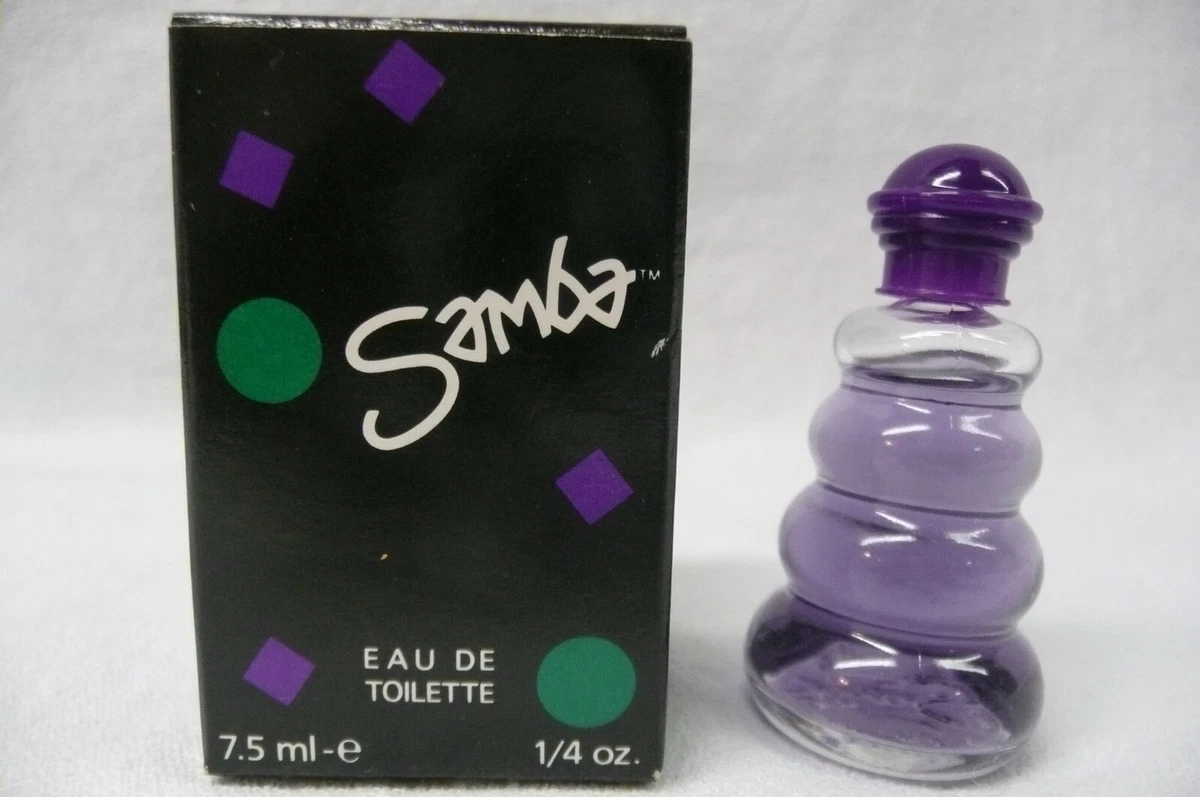 Samba™
EAU DE
TOILETTE
7.5 ml-e 1/4 oz.